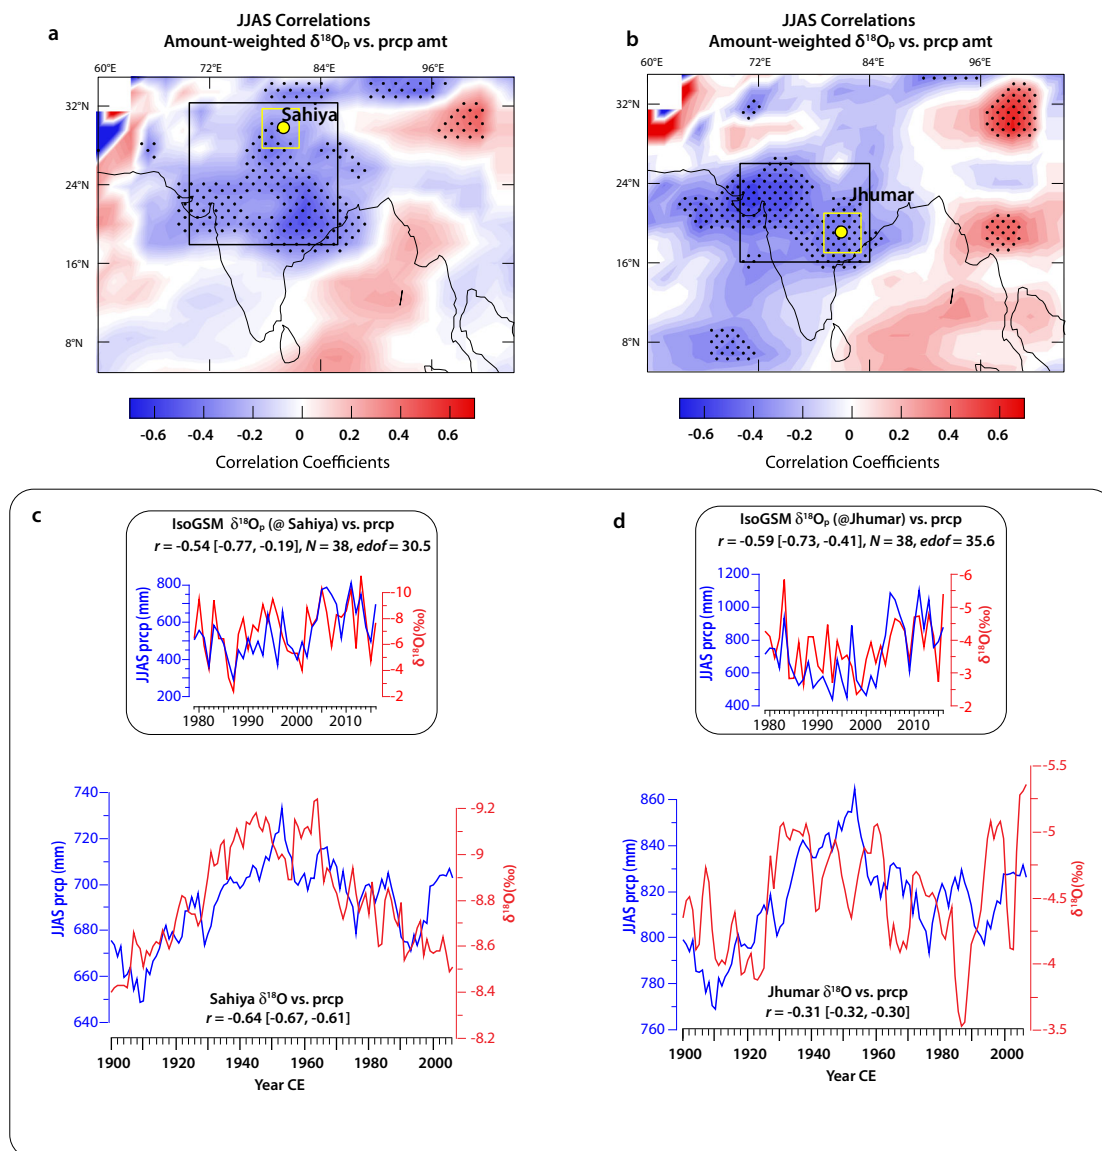 a
JJAS Correlations
Amount-weighted δ¹⁸Oₚ vs. prcp amt
60°E 72°E 84°E 96°E
32°N
24°N
16°N
8°N
Sahiya
-0.6 -0.4 -0.2 0 0.2 0.4 0.6
Correlation Coefficients
b
JJAS Correlations
Amount-weighted δ¹⁸Oₚ vs. prcp amt
60°E 72°E 84°E 96°E
32°N
24°N
16°N
8°N
Jhumar
-0.6 -0.4 -0.2 0 0.2 0.4 0.6
Correlation Coefficients
c
IsoGSM δ¹⁸Oₚ (@ Sahiya) vs. prcp
r = -0.54 [-0.77, -0.19], N = 38, edof = 30.5
JJAS prcp (mm)
800
600
400
200
δ¹⁸O(‰)
-10
-8
-6
-4
-2
1980 1990 2000 2010
JJAS prcp (mm)
740
720
700
680
660
640
δ¹⁸O(‰)
-9.2
-9
-8.8
-8.6
-8.4
-8.2
Sahiya δ¹⁸O vs. prcp
r = -0.64 [-0.67, -0.61]
1900 1920 1940 1960 1980 2000
Year CE
d
IsoGSM δ¹⁸Oₚ (@Jhumar) vs. prcp
r = -0.59 [-0.73, -0.41], N = 38, edof = 35.6
JJAS prcp (mm)
1200
1000
800
600
400
δ¹⁸O(‰)
-6
-5
-4
-3
-2
1980 1990 2000 2010
JJAS prcp (mm)
860
840
820
800
780
760
δ¹⁸O(‰)
-5.5
-5
-4.5
-4
-3.5
Jhumar δ¹⁸O vs. prcp
r = -0.31 [-0.32, -0.30]
1900 1920 1940 1960 1980 2000
Year CE